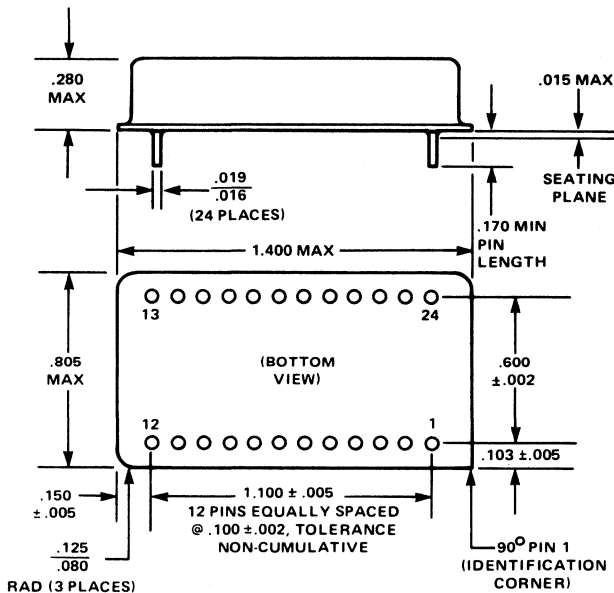 .280
MAX
.015 MAX
.019
.016
(24 PLACES)
SEATING
PLANE
.170 MIN
PIN
LENGTH
1.400 MAX
13
24
.805
MAX
(BOTTOM
VIEW)
.600
±.002
12
1
.103 ±.005
.150
±.005
1.100 ± .005
12 PINS EQUALLY SPACED
@ .100 ±.002, TOLERANCE
NON-CUMULATIVE
.125
.080
RAD (3 PLACES)
90° PIN 1
(IDENTIFICATION
CORNER)